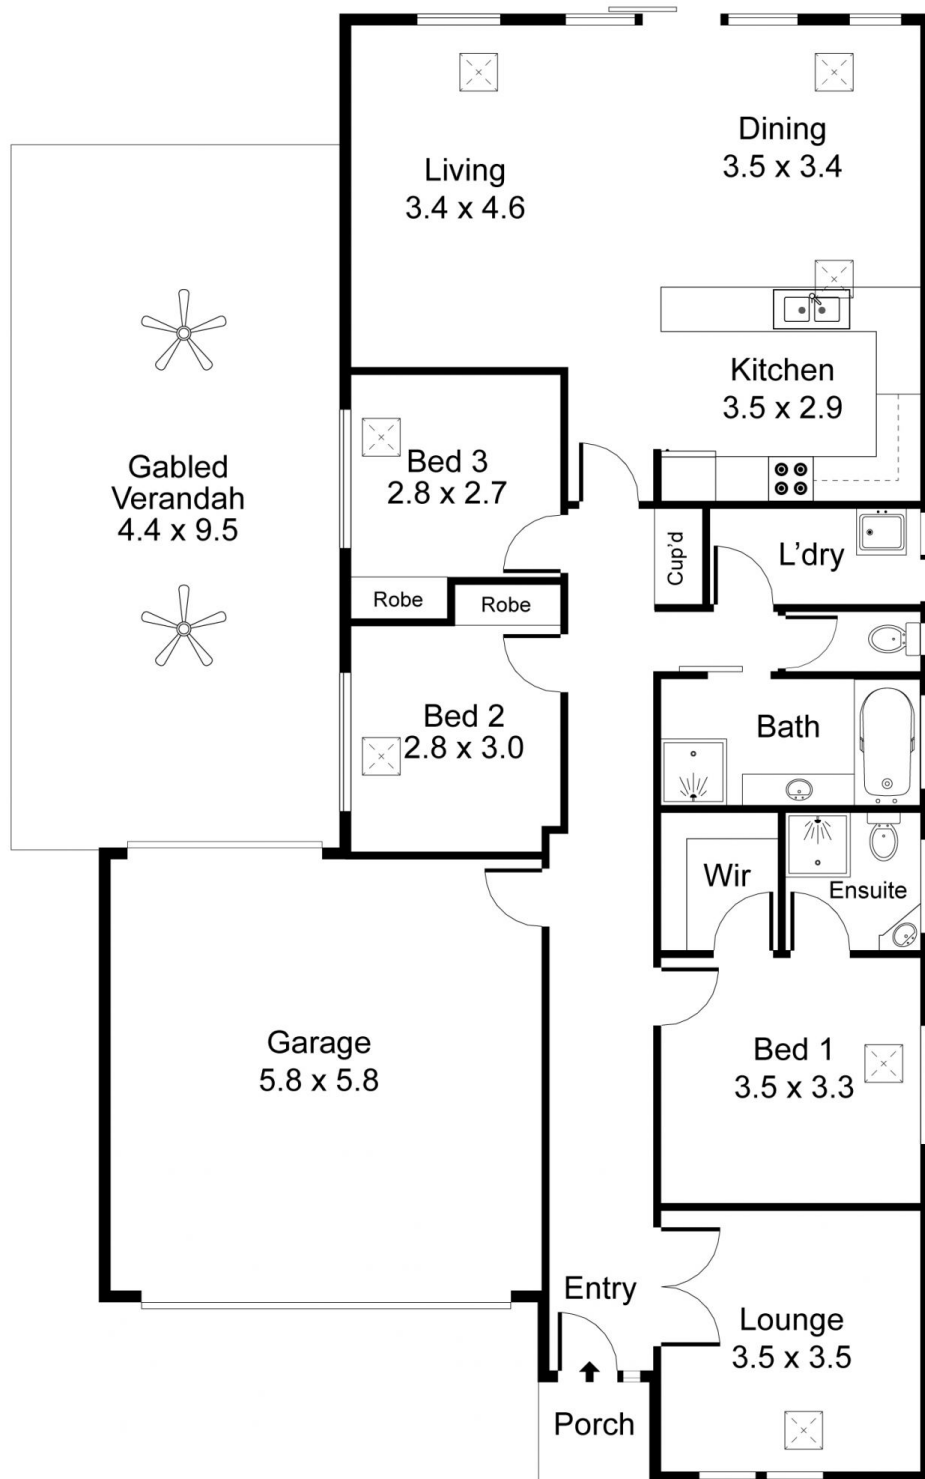 Living
3.4 x 4.6
Dining
3.5 x 3.4
Kitchen
3.5 x 2.9
Gabled
Verandah
4.4 x 9.5
Bed 3
2.8 x 2.7
Cup'd
L'dry
Robe
Robe
Bed 2
2.8 x 3.0
Bath
Wir
Ensuite
Garage
5.8 x 5.8
Bed 1
3.5 x 3.3
Entry
Lounge
3.5 x 3.5
Porch